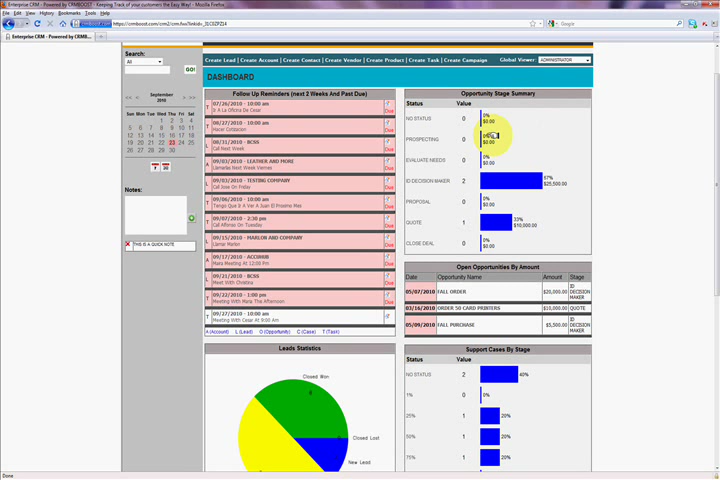 Enterprise CRM - Powered by CRMBOOST - Keeping Track of your customers the Easy Way! - Mozilla Firefox
File Edit View History Bookmarks Tools Help
crmboost.com
Google
Enterprise CRM - Powered by CRMB...
Search:
All
GO!
September
2010
Sun Mon Tue Wed Thu Fri Sat
1 2 3 4
5 6 7 8 9 10 11
12 13 14 15 16 17 18
19 20 21 22 23 24 25
26 27 28 29 30
Notes:
THIS IS A QUICK NOTE
Create Lead | Create Account | Create Contact | Create Vendor | Create Product | Create Task | Create Campaign
Global Viewer: ADMINISTRATOR
DASHBOARD
Follow Up Reminders (next 2 Weeks And Past Due)
T 07/26/2010 - 10:00 am
Ir A La Oficina De Cesar
Due
T 08/27/2010 - 10:00 am
Hacer Cotizacion
Due
L 08/31/2010 - BCSS
Call Next Week
Due
A 09/03/2010 - LEATHER AND MORE
Llamarlas Next Week Vernes
Due
L 09/03/2010 - TESTING COMPANY
Call Jose On Friday
Due
T 09/06/2010 - 10:00 am
Tengo Que Ir A Ver A Juan El Proximo Mes
Due
T 09/07/2010 - 2:30 pm
Call Alfonso On Tuesday
Due
L 09/15/2010 - MARLON AND COMPANY
Llamar Marlon
Due
A 09/17/2010 - ACCUHUB
Mara Meeting At 12:00 Pm
Due
L 09/21/2010 - BCSS
Meet With Christina
Due
T 09/22/2010 - 1:00 pm
Meeting With Mara This Afternoon
Due
T 09/27/2010 - 10:00 am
Meeting With Cesar At 9:00 Am
A (Account) L (Lead) O (Opportunity) C (Case) T (Task)
Leads Statistics
Closed Won
Closed Lost
New Lead
Opportunity Stage Summary
Status Value
NO STATUS 0 0%
$0.00
PROSPECTING 0 0%
$0.00
EVALUATE NEEDS 0 0%
$0.00
ID DECISION MAKER 2 67%
$25,500.00
PROPOSAL 0 0%
$0.00
QUOTE 1 33%
$10,000.00
CLOSE DEAL 0 0%
$0.00
Open Opportunities By Amount
Date Opportunity Name Amount Stage
05/07/2010 FALL ORDER $20,000.00 ID DECISION MAKER
03/16/2010 ORDER 50 CARD PRINTERS $10,000.00 QUOTE
05/09/2010 FALL PURCHASE $5,500.00 ID DECISION MAKER
Support Cases By Stage
Status Value
NO STATUS 2 40%
1% 0 0%
25% 1 20%
50% 1 20%
75% 1 20%
Done